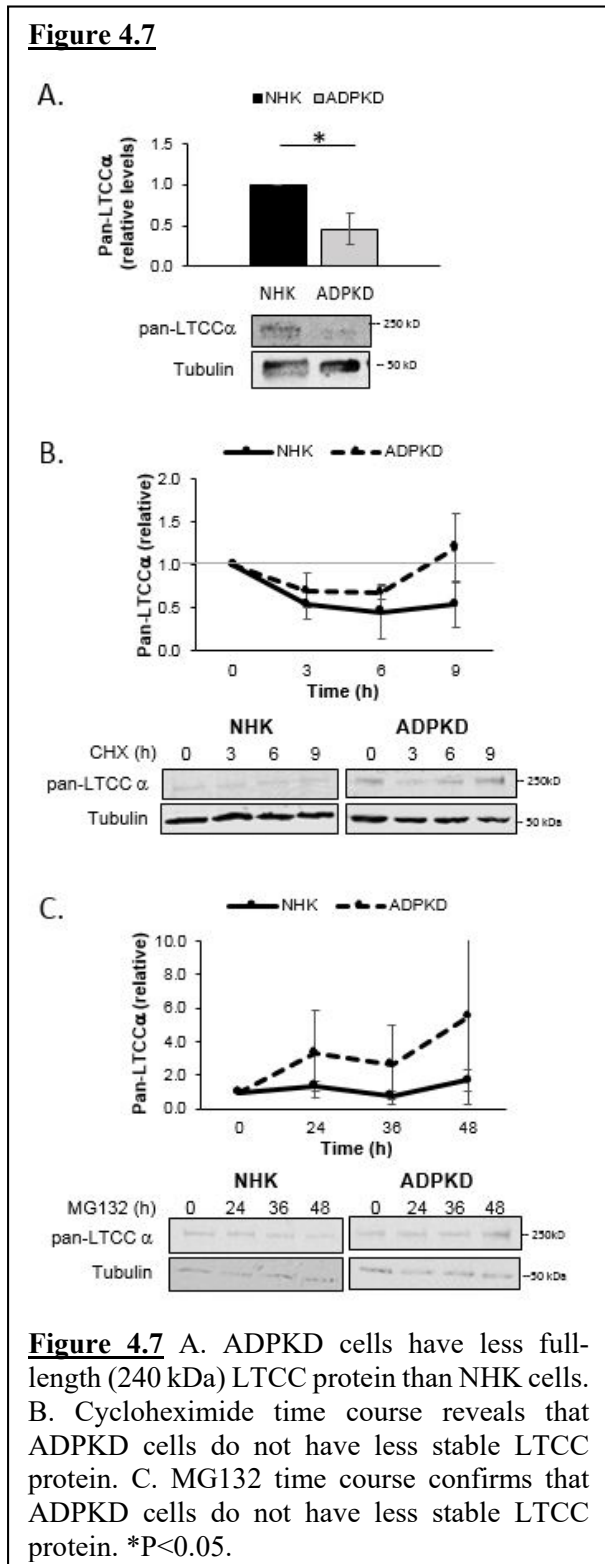 Figure 4.7
A.
NHK ADPKD
*
Pan-LTCCα
(relative levels)
1.5
1.0
0.5
0.0
NHK ADPKD
pan-LTCCα
250 kD
Tubulin
50 kD
B.
NHK ADPKD
Pan-LTCCα (relative)
2.0
1.5
1.0
0.5
0.0
0 3 6 9
Time (h)
NHK ADPKD
CHX (h) 0 3 6 9 0 3 6 9
pan-LTCC α
250kD
Tubulin
50 kDa
C.
NHK ADPKD
Pan-LTCCα (relative)
10.0
8.0
6.0
4.0
2.0
0.0
0 24 36 48
Time (h)
NHK ADPKD
MG132 (h) 0 24 36 48 0 24 36 48
pan-LTCC α
250kD
Tubulin
50 kDa
Figure 4.7 A. ADPKD cells have less full-
length (240 kDa) LTCC protein than NHK cells.
B. Cycloheximide time course reveals that
ADPKD cells do not have less stable LTCC
protein. C. MG132 time course confirms that
ADPKD cells do not have less stable LTCC
protein. *P<0.05.